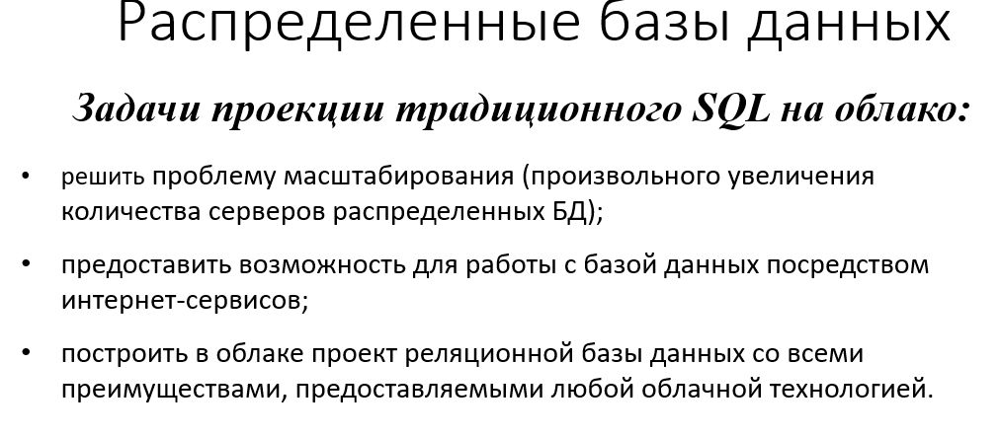 Распределенные базы данных
Задачи проекции традиционного SQL на облако:
• решить проблему масштабирования (произвольного увеличения
количества серверов распределенных БД);
• предоставить возможность для работы с базой данных посредством
интернет-сервисов;
• построить в облаке проект реляционной базы данных со всеми
преимуществами, предоставляемыми любой облачной технологией.